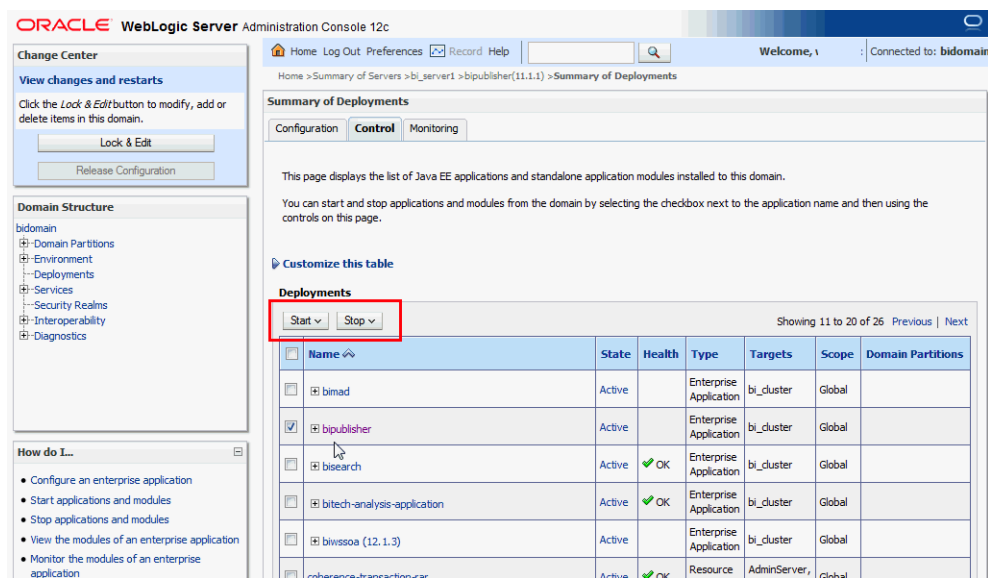 ORACLE WebLogic Server Administration Console 12c
Change Center
View changes and restarts
Click the Lock & Edit button to modify, add or
delete items in this domain.
Lock & Edit
Release Configuration
Domain Structure
bidomain
Domain Partitions
Environment
Deployments
Services
Security Realms
Interoperability
Diagnostics
How do I...
Configure an enterprise application
Start applications and modules
Stop applications and modules
View the modules of an enterprise application
Monitor the modules of an enterprise
application
Home Log Out Preferences Record Help
Welcome,
Connected to: bidomain
Home >Summary of Servers >bi_server1 >bipublisher(11.1.1) >Summary of Deployments
Summary of Deployments
Configuration Control Monitoring
This page displays the list of Java EE applications and standalone application modules installed to this domain.
You can start and stop applications and modules from the domain by selecting the checkbox next to the application name and then using the
controls on this page.
Customize this table
Deployments
Start Stop Showing 11 to 20 of 26 Previous | Next
Name State Health Type Targets Scope Domain Partitions
bimad Active Enterprise Application bi_cluster Global
bipublisher Active Enterprise Application bi_cluster Global
bisearch Active OK Enterprise Application bi_cluster Global
bitech-analysis-application Active OK Enterprise Application bi_cluster Global
biwssoa (12.1.3) Active Enterprise Application bi_cluster Global
coherence-transaction-rar Active OK Resource AdminServer, Global